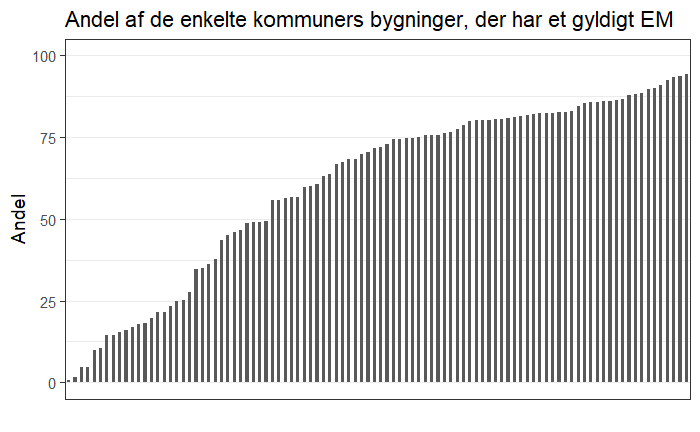 Andel af de enkelte kommuners bygninger, der har et gyldigt EM
100
75
50
25
0
Andel